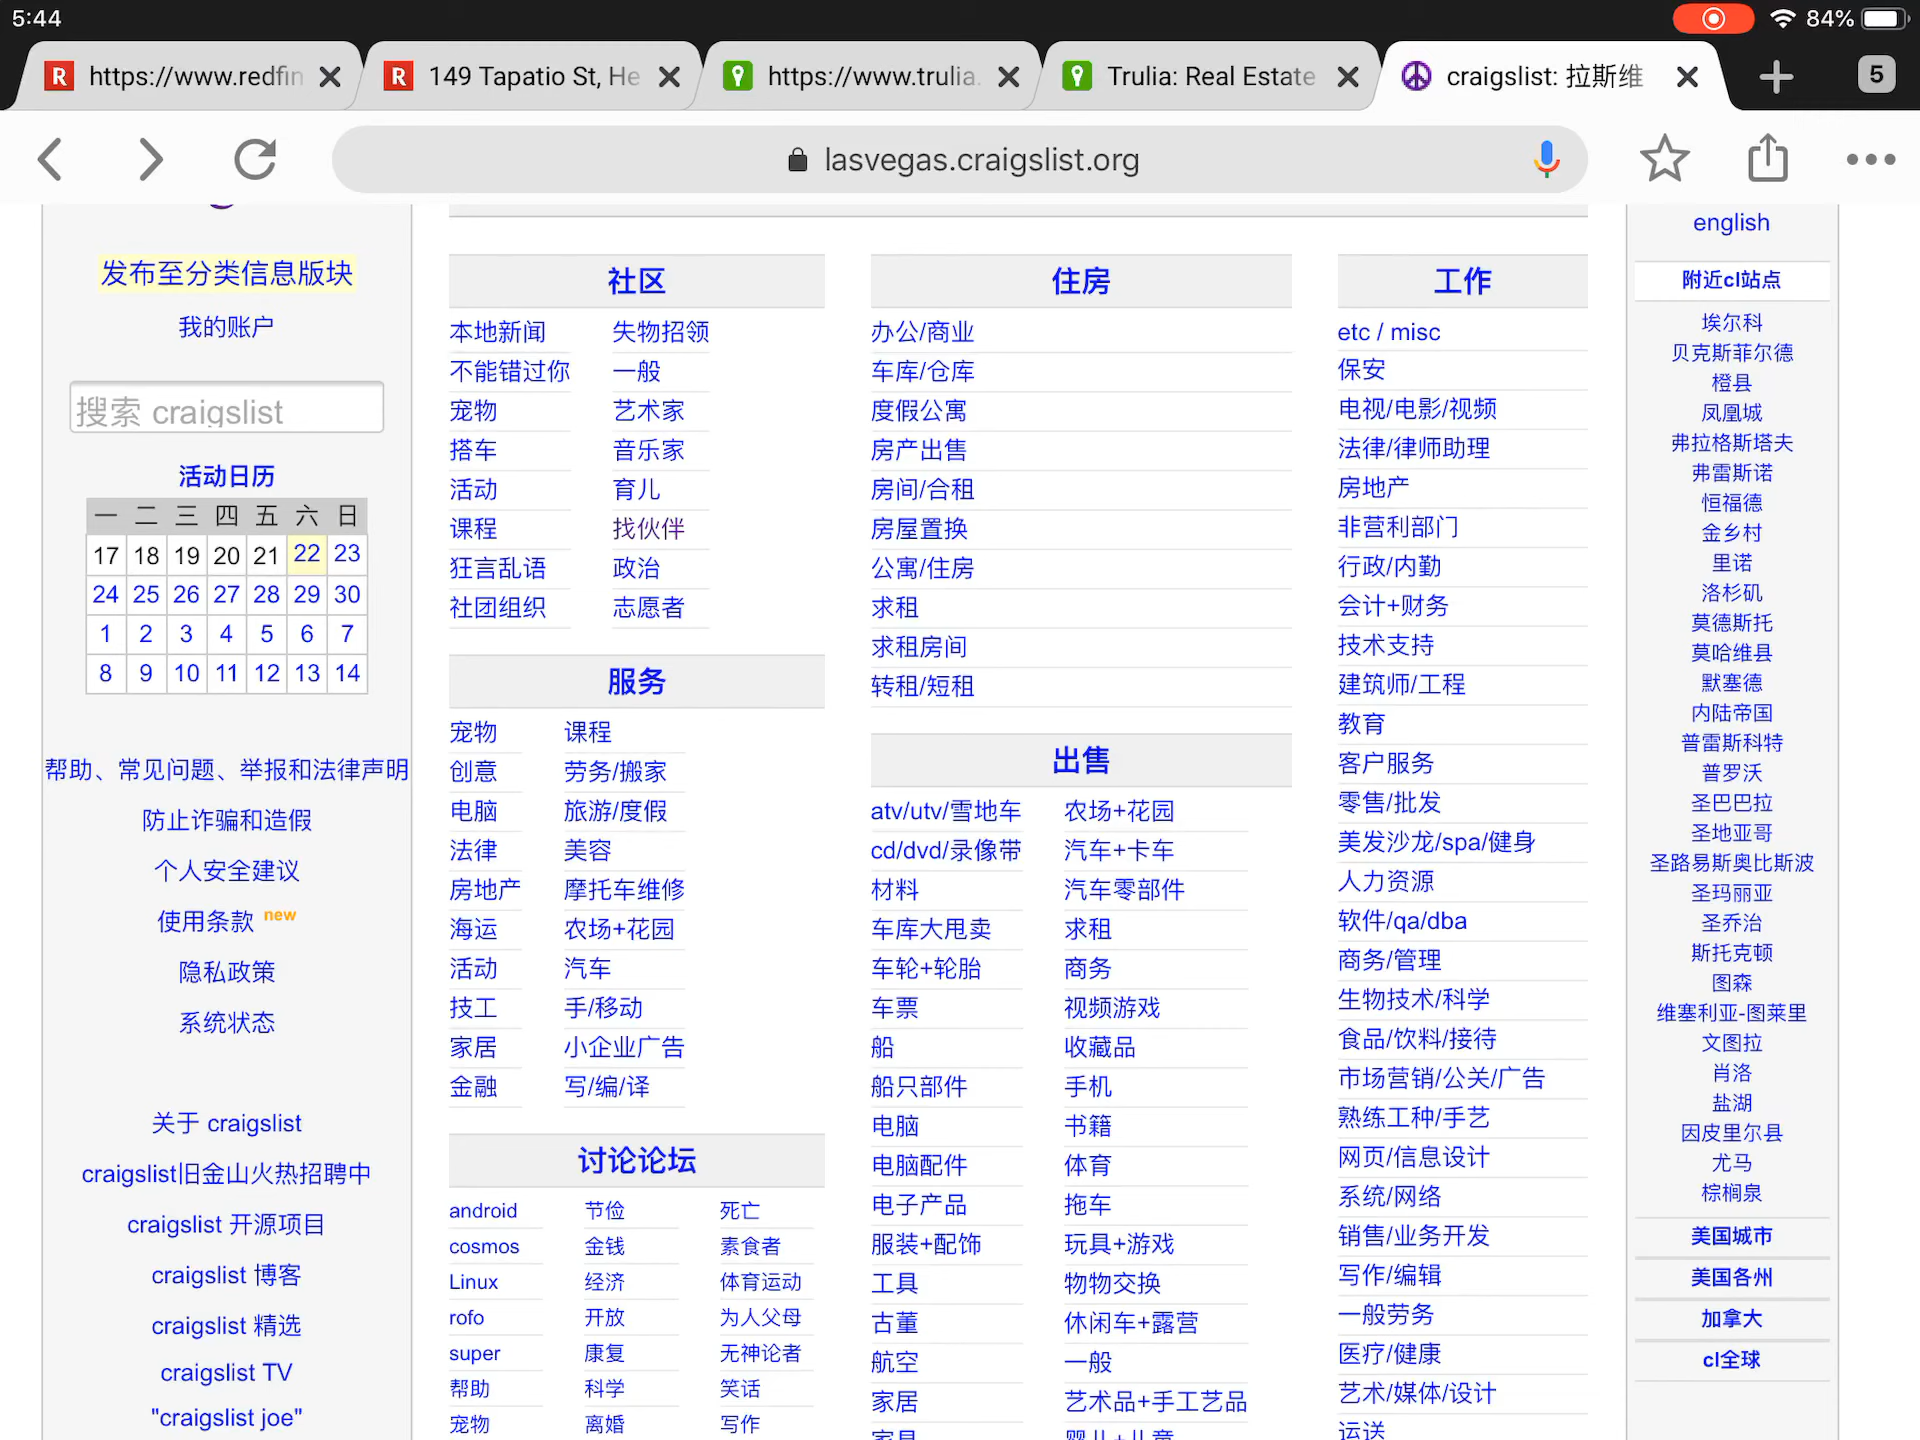 5:44
84%
https://www.redfin
149 Tapatio St, He
https://www.trulia.
Trulia: Real Estate
craigslist: 拉斯维
5
lasvegas.craigslist.org
发布至分类信息版块
我的账户
搜索 craigslist
活动日历
一 二 三 四 五 六 日
17 18 19 20 21 22 23
24 25 26 27 28 29 30
1 2 3 4 5 6 7
8 9 10 11 12 13 14
帮助、常见问题、举报和法律声明
防止诈骗和造假
个人安全建议
使用条款 new
隐私政策
系统状态
关于 craigslist
craigslist旧金山火热招聘中
craigslist 开源项目
craigslist 博客
craigslist 精选
craigslist TV
"craigslist joe"
社区
本地新闻 失物招领
不能错过你 一般
宠物 艺术家
搭车 音乐家
活动 育儿
课程 找伙伴
狂言乱语 政治
社团组织 志愿者
服务
宠物 课程
创意 劳务/搬家
电脑 旅游/度假
法律 美容
房地产 摩托车维修
海运 农场+花园
活动 汽车
技工 手/移动
家居 小企业广告
金融 写/编/译
讨论论坛
android 节俭 死亡
cosmos 金钱 素食者
Linux 经济 体育运动
rofo 开放 为人父母
super 康复 无神论者
帮助 科学 笑话
宠物 离婚 写作
住房
办公/商业
车库/仓库
度假公寓
房产出售
房间/合租
房屋置换
公寓/住房
求租
求租房间
转租/短租
出售
atv/utv/雪地车 农场+花园
cd/dvd/录像带 汽车+卡车
材料 汽车零部件
车库大甩卖 求租
车轮+轮胎 商务
车票 视频游戏
船 收藏品
船只部件 手机
电脑 书籍
电脑配件 体育
电子产品 拖车
服装+配饰 玩具+游戏
工具 物物交换
古董 休闲车+露营
航空 一般
家居 艺术品+手工艺品
家具 婴儿+儿童
工作
etc / misc
保安
电视/电影/视频
法律/律师助理
房地产
非营利部门
行政/内勤
会计+财务
技术支持
建筑师/工程
教育
客户服务
零售/批发
美发沙龙/spa/健身
人力资源
软件/qa/dba
商务/管理
生物技术/科学
食品/饮料/接待
市场营销/公关/广告
熟练工种/手艺
网页/信息设计
系统/网络
销售/业务开发
写作/编辑
一般劳务
医疗/健康
艺术/媒体/设计
运送
english
附近cl站点
埃尔科
贝克斯菲尔德
橙县
凤凰城
弗拉格斯塔夫
弗雷斯诺
恒福德
金乡村
里诺
洛杉矶
莫德斯托
莫哈维县
默塞德
内陆帝国
普雷斯科特
普罗沃
圣巴巴拉
圣地亚哥
圣路易斯奥比斯波
圣玛丽亚
圣乔治
斯托克顿
图森
维塞利亚-图莱里
文图拉
肖洛
盐湖
因皮里尔县
尤马
棕榈泉
美国城市
美国各州
加拿大
cl全球